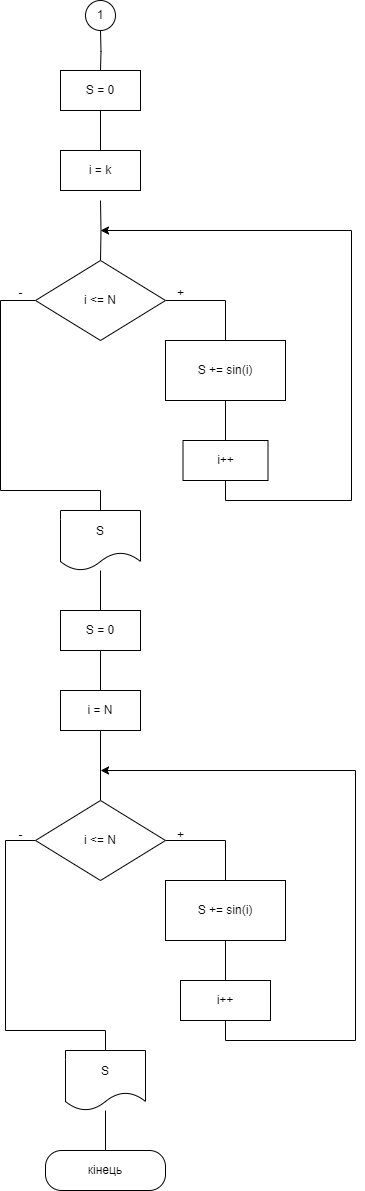 1
S = 0
i = k
-
i <= N
+
S += sin(i)
i++
S
S = 0
i = N
-
i <= N
+
S += sin(i)
i++
S
кінець